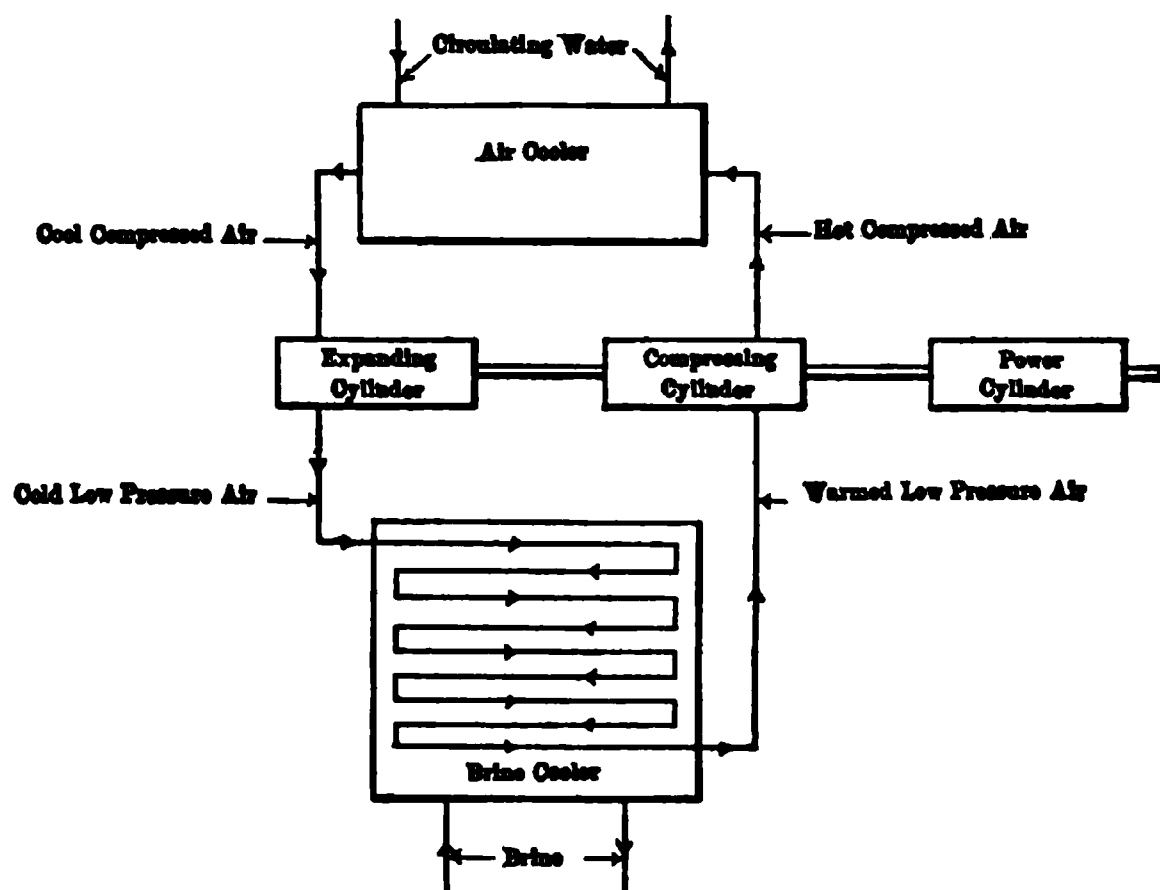 Circulating Water
Air Cooler
Cool Compressed Air
Hot Compressed Air
Expanding
Cylinder
Compressing
Cylinder
Power
Cylinder
Cold Low Pressure Air
Warmed Low Pressure Air
Brine Cooler
Brine